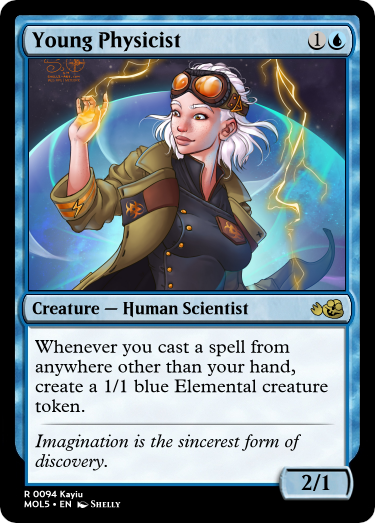 Young Physicist 1
Creature — Human Scientist
Whenever you cast a spell from
anywhere other than your hand,
create a 1/1 blue Elemental creature
token.
Imagination is the sincerest form of
discovery.
2/1
R 0094 Kayiu
MOL5 • EN Shelly